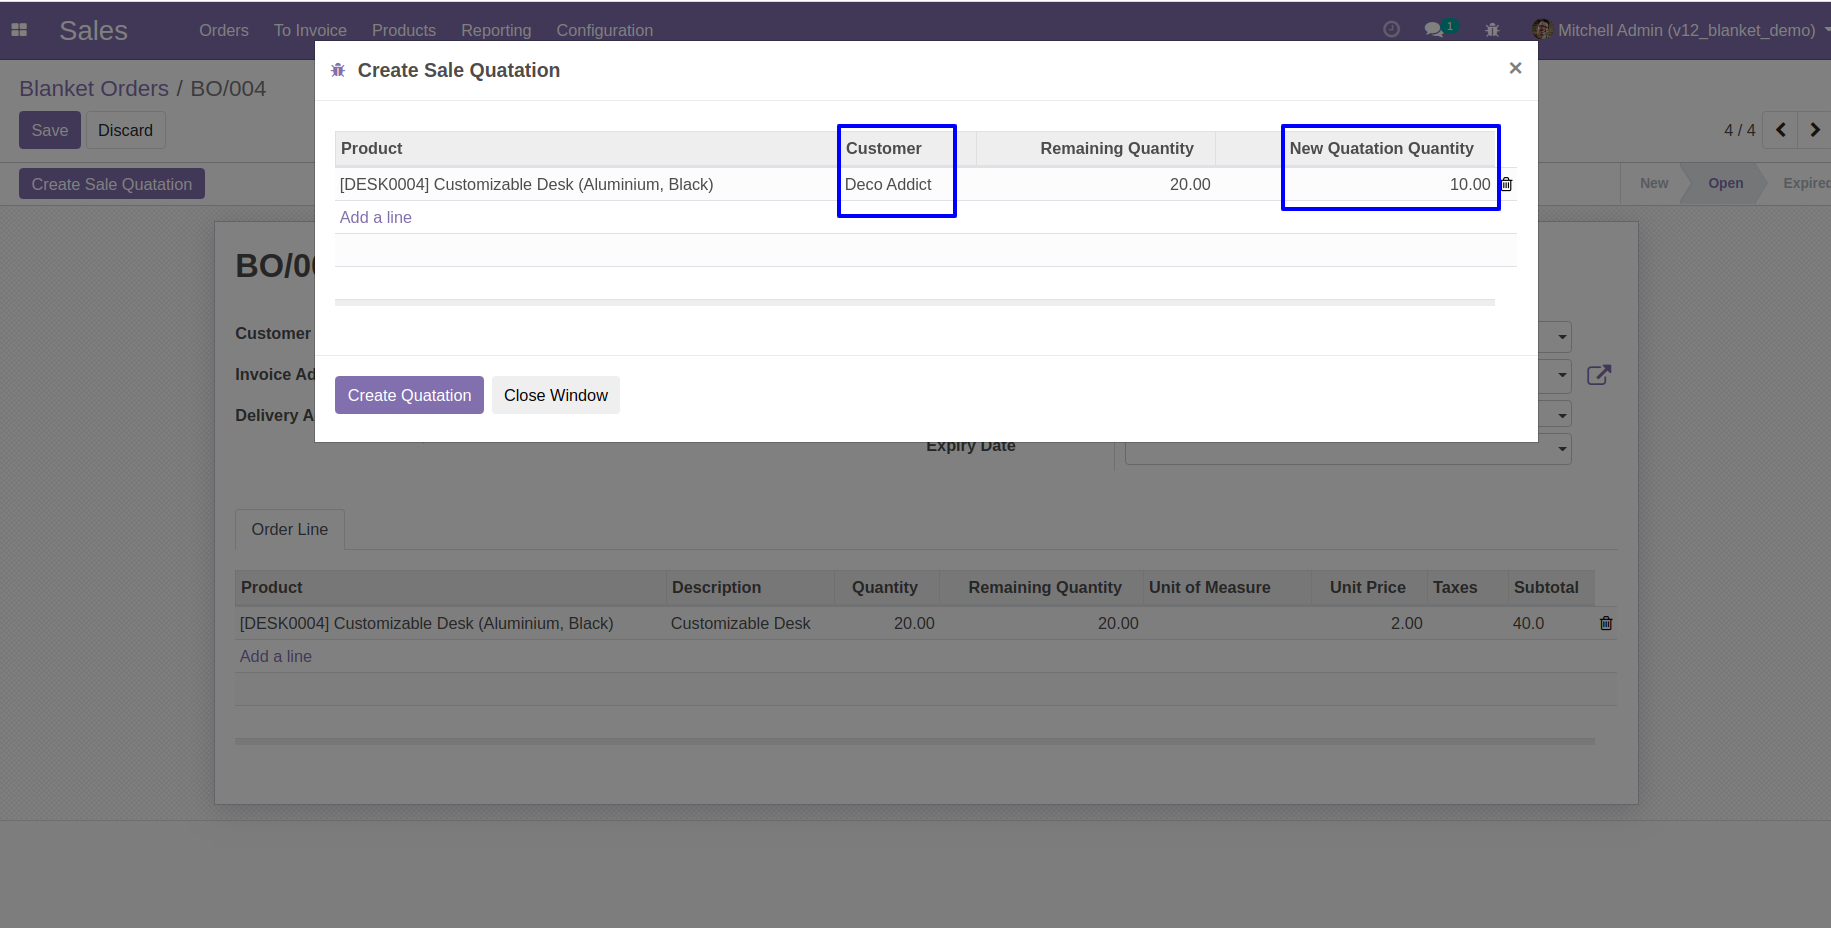 Sales Orders To Invoice Products Reporting Configuration 1 Mitchell Admin (v12_blanket_demo)
Create Sale Quatation ×
Blanket Orders / BO/004
Save Discard 4 / 4
Product Customer Remaining Quantity New Quatation Quantity
Create Sale Quatation New Open Expired
[DESK0004] Customizable Desk (Aluminium, Black) Deco Addict 20.00 10.00
Add a line
BO/00
Customer
Invoice Ad
Delivery A
Create Quatation Close Window
Expiry Date
Order Line
Product Description Quantity Remaining Quantity Unit of Measure Unit Price Taxes Subtotal
[DESK0004] Customizable Desk (Aluminium, Black) Customizable Desk 20.00 20.00 2.00 40.0
Add a line